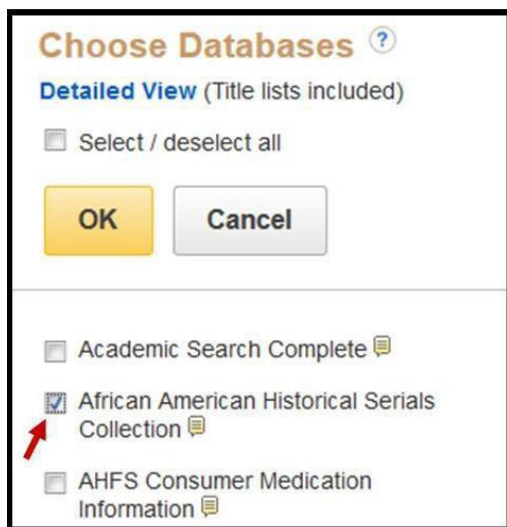 Choose Databases ?
Detailed View (Title lists included)
Select / deselect all
OK Cancel
Academic Search Complete
African American Historical Serials
Collection
AHFS Consumer Medication
Information